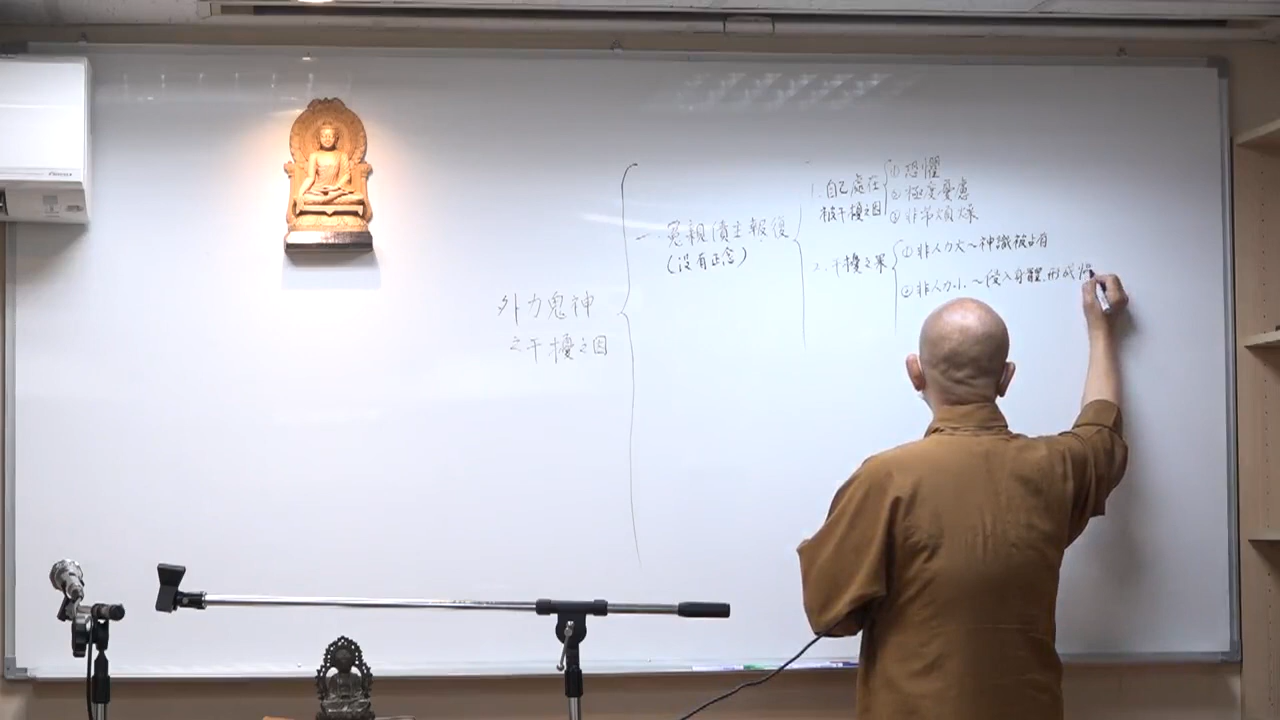 外力鬼神
之干擾之因
一. 冤親債主報復
(沒有正念)
1. 自己處在
被干擾之因
① 恐懼
② 極度憂慮
③ 非常煩燥
2. 干擾之果
① 非人力大~神識被占有
② 非人力小~侵入身體,形成